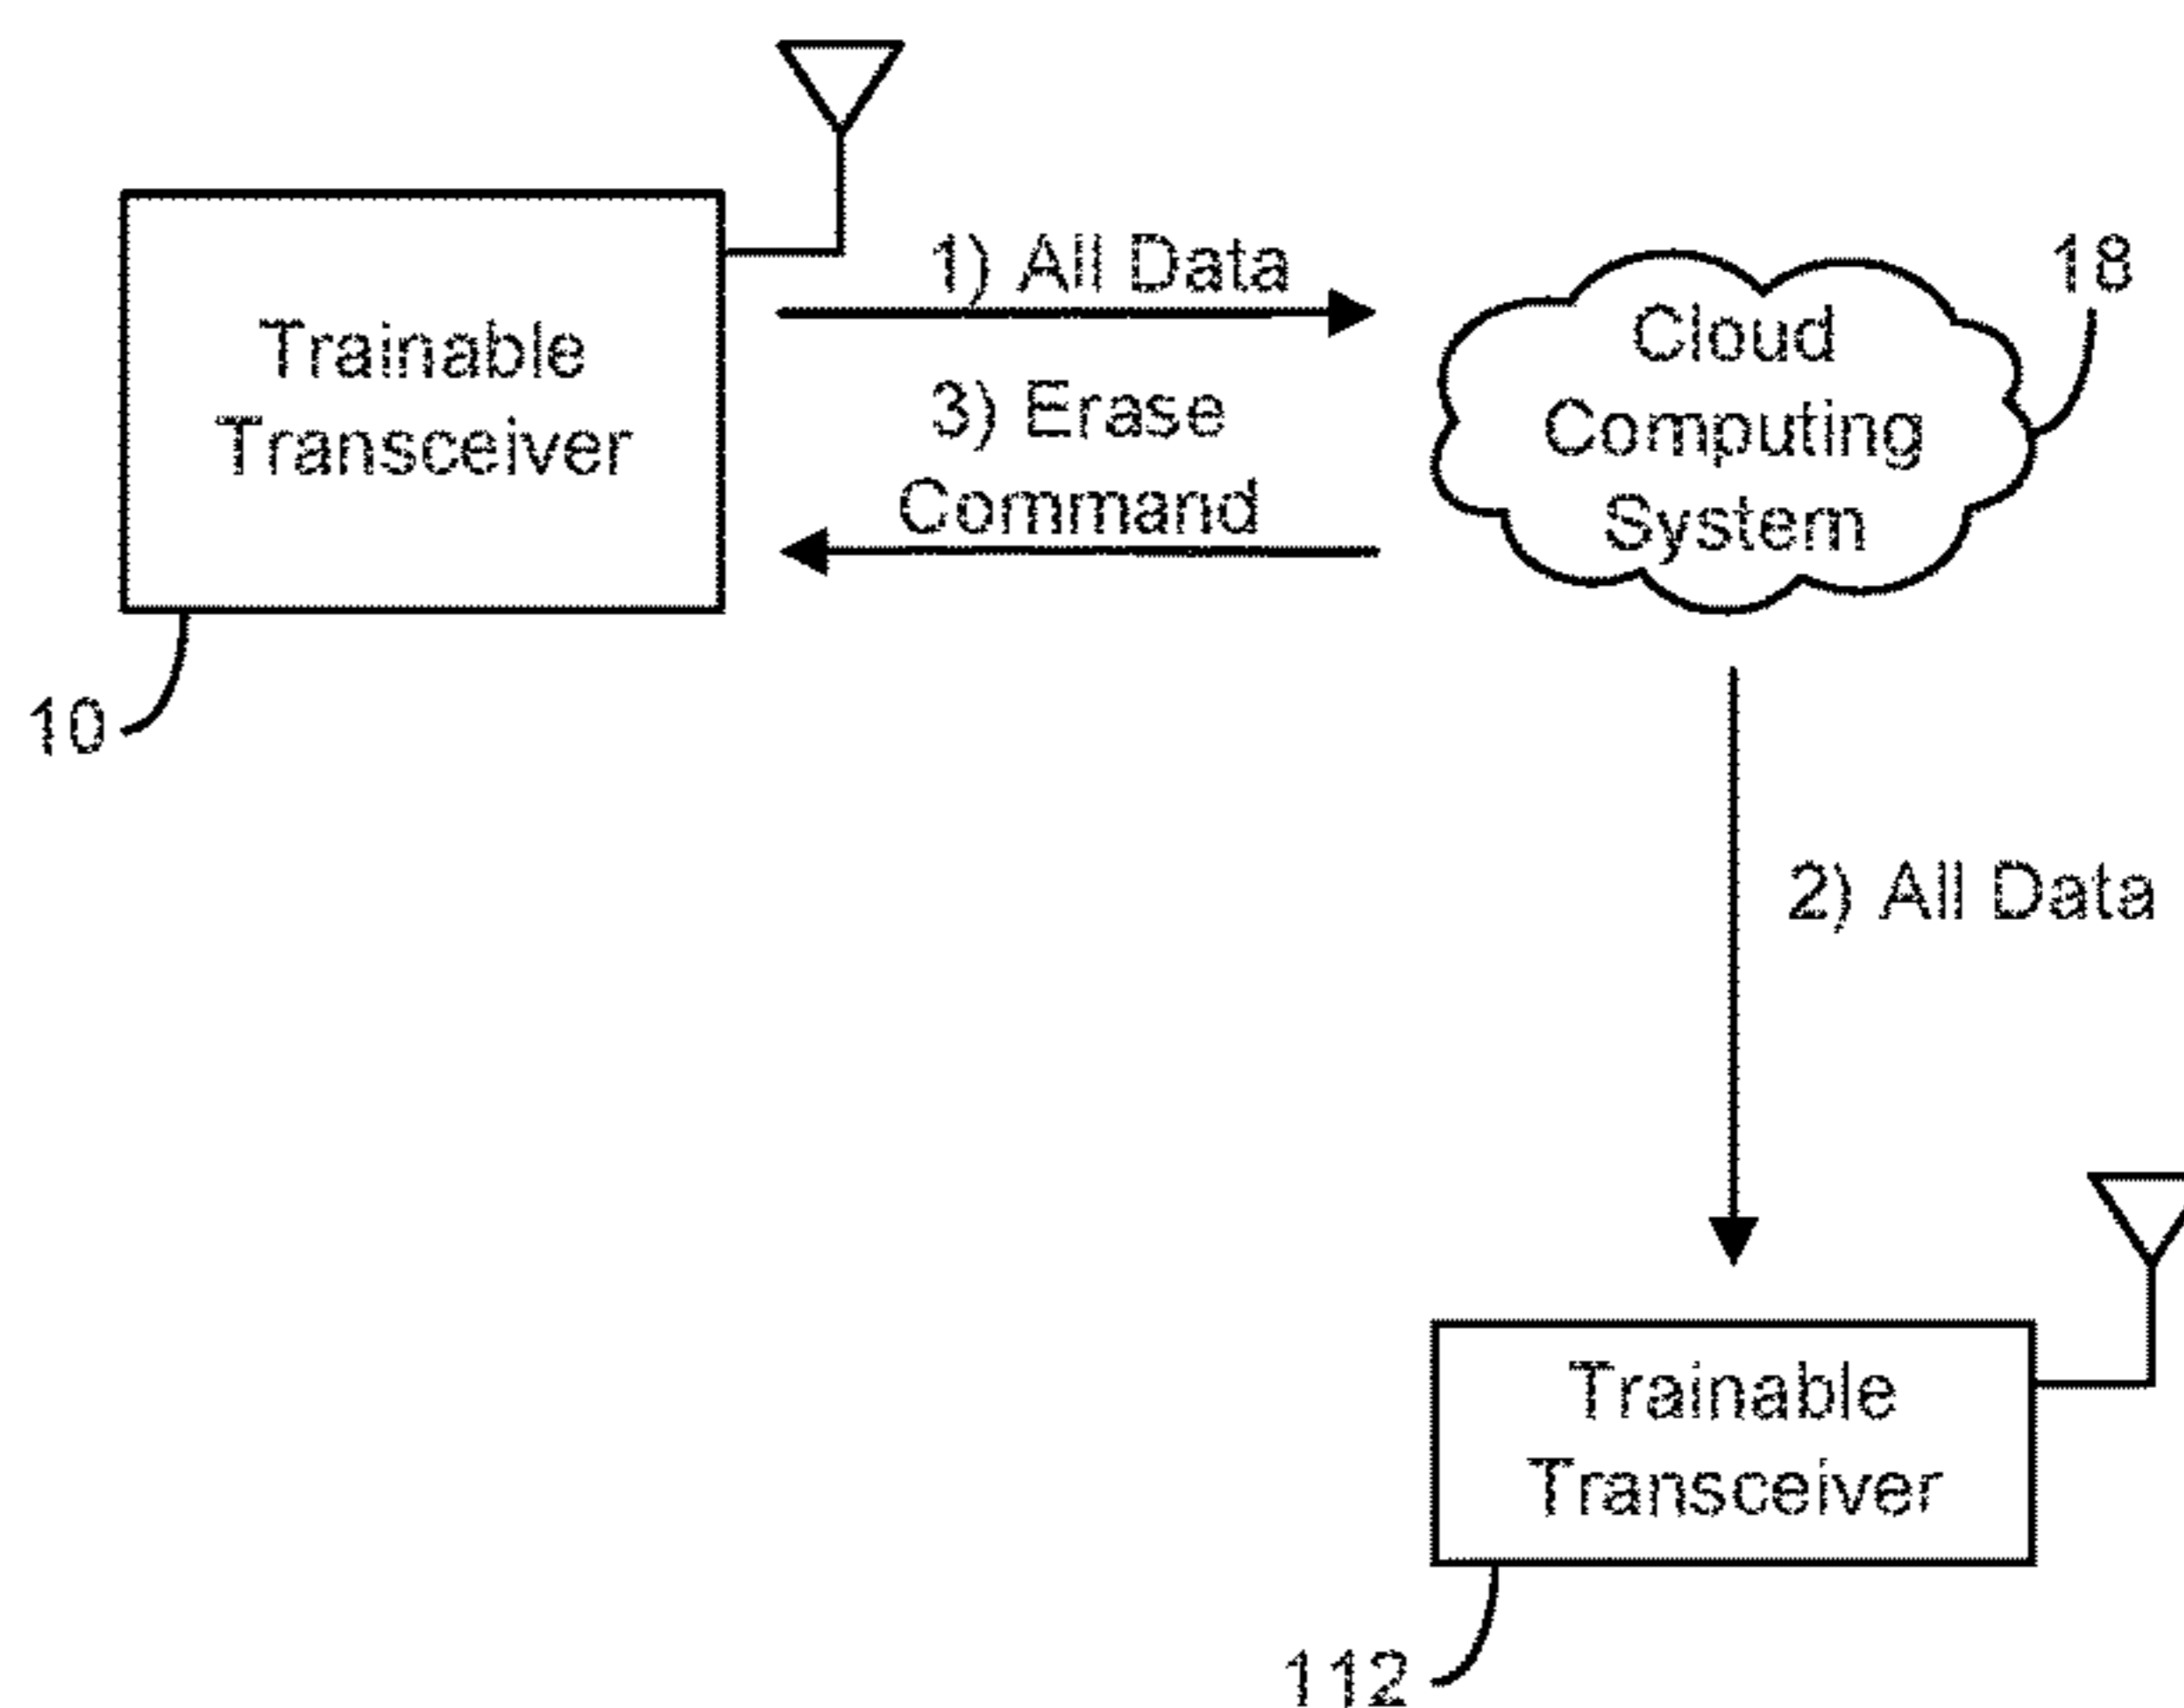 Trainable
Transceiver
10
1) All Data
3) Erase
Command
Cloud
Computing
System
18
2) All Data
Trainable
Transceiver
112